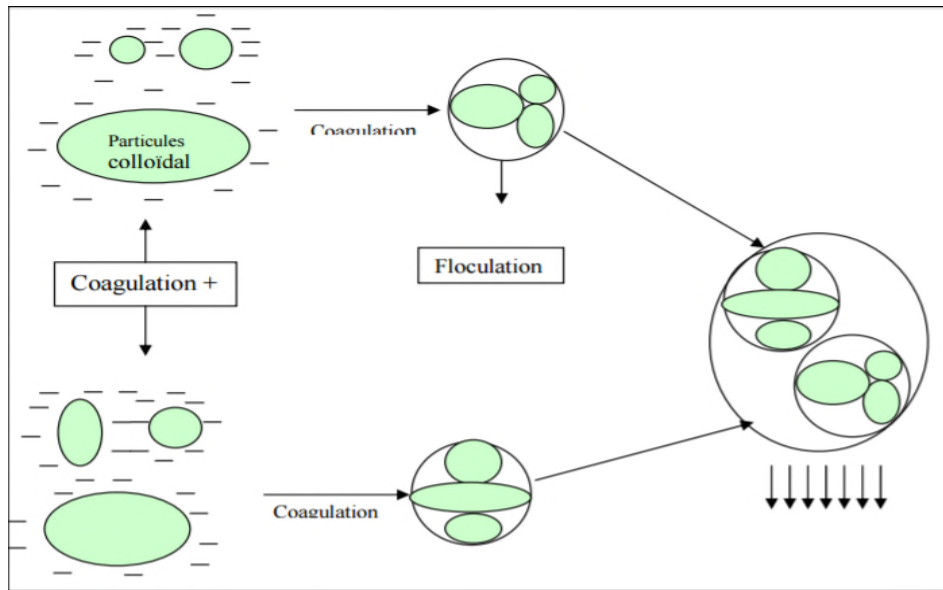 Coagulation
Particules
colloïdal
Coagulation +
Floculation
Coagulation